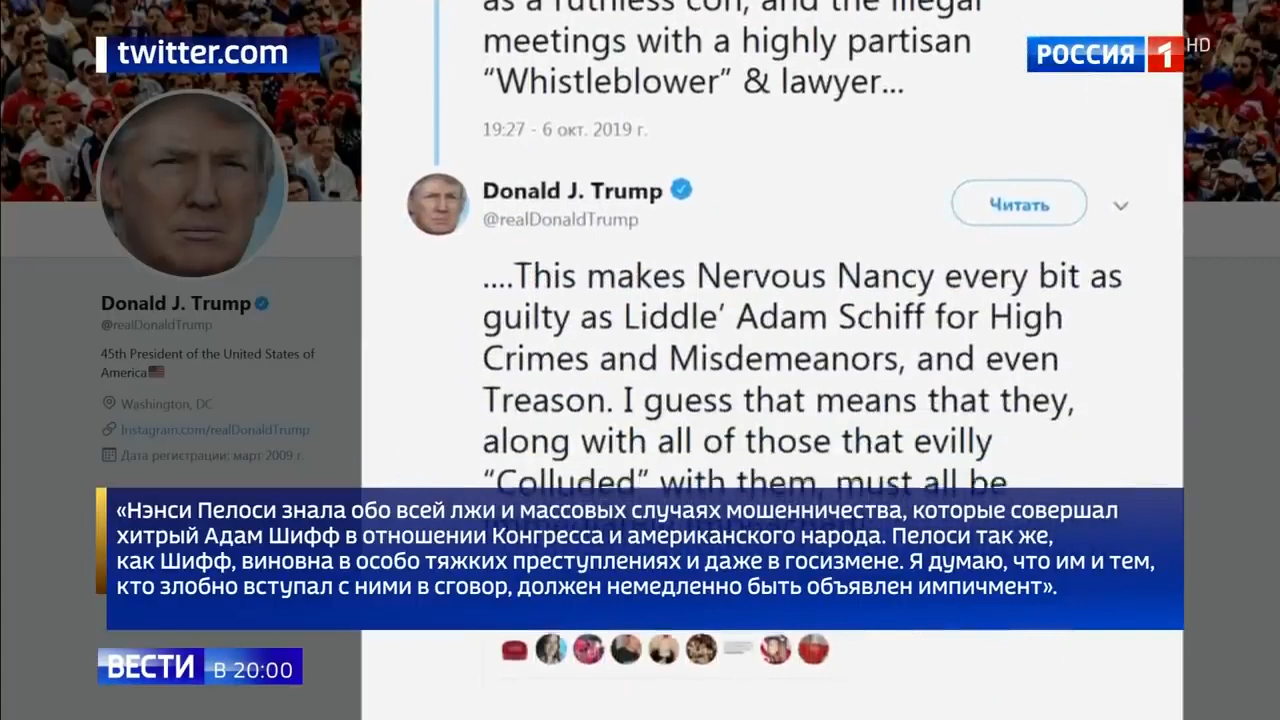 twitter.com
РОССИЯ 1 HD
as a ruthless con, and the illegal
meetings with a highly partisan
“Whistleblower” & lawyer...
19:27 - 6 окт. 2019 г.
Donald J. Trump
@realDonaldTrump
Читать
....This makes Nervous Nancy every bit as
guilty as Liddle’ Adam Schiff for High
Crimes and Misdemeanors, and even
Treason. I guess that means that they,
along with all of those that evilly
“Colluded” with them, must all be
Donald J. Trump
@realDonaldTrump
45th President of the United States of
America
Washington, DC
Instagram.com/realDonaldTrump
Дата регистрации: март 2009 г.
«Нэнси Пелоси знала обо всей лжи и массовых случаях мошенничества, которые совершал
хитрый Адам Шифф в отношении Конгресса и американского народа. Пелоси так же,
как Шифф, виновна в особо тяжких преступлениях и даже в госизмене. Я думаю, что им и тем,
кто злобно вступал с ними в сговор, должен немедленно быть объявлен импичмент».
ВЕСТИ В 20:00